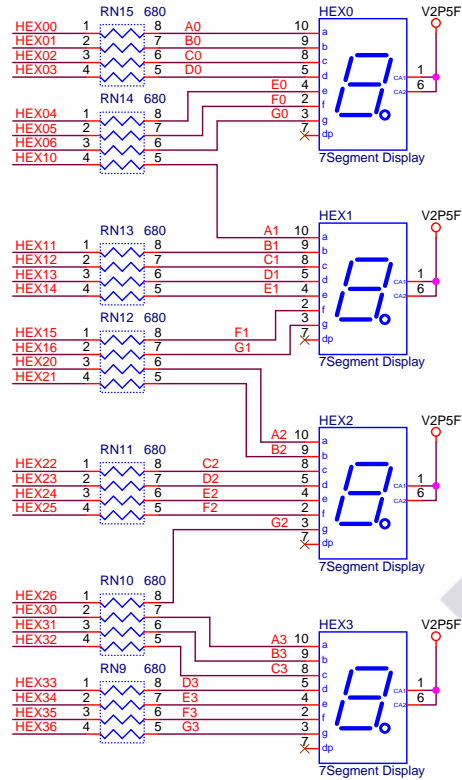 RN15 680 HEX0 V2P5F
HEX00 1 8 A0 10 a
HEX01 2 7 B0 9 b
HEX02 3 6 C0 8 c
HEX03 4 5 D0 5 d CA1 1
E0 4 e CA2 6
RN14 680 F0 2 f
HEX04 1 8 G0 3 g
HEX05 2 7 7 dp
HEX06 3 6
HEX10 4 5 7Segment Display
HEX1 V2P5F
RN13 680 A1 10 a
HEX11 1 8 B1 9 b
HEX12 2 7 C1 8 c
HEX13 3 6 D1 5 d CA1 1
HEX14 4 5 E1 4 e CA2 6
RN12 680 2 f
HEX15 1 8 F1 3 g
HEX16 2 7 G1 7 dp
HEX20 3 6 7Segment Display
HEX21 4 5
HEX2 V2P5F
A2 10 a
RN11 680 B2 9 b
HEX22 1 8 C2 8 c
HEX23 2 7 D2 5 d CA1 1
HEX24 3 6 E2 4 e CA2 6
HEX25 4 5 F2 2 f
G2 3 g
7 dp
7Segment Display
RN10 680
HEX26 1 8
HEX30 2 7 HEX3 V2P5F
HEX31 3 6 A3 10 a
HEX32 4 5 B3 9 b
RN9 680 C3 8 c
HEX33 1 8 D3 5 d CA1 1
HEX34 2 7 E3 4 e CA2 6
HEX35 3 6 F3 2 f
HEX36 4 5 G3 3 g
7 dp
7Segment Display